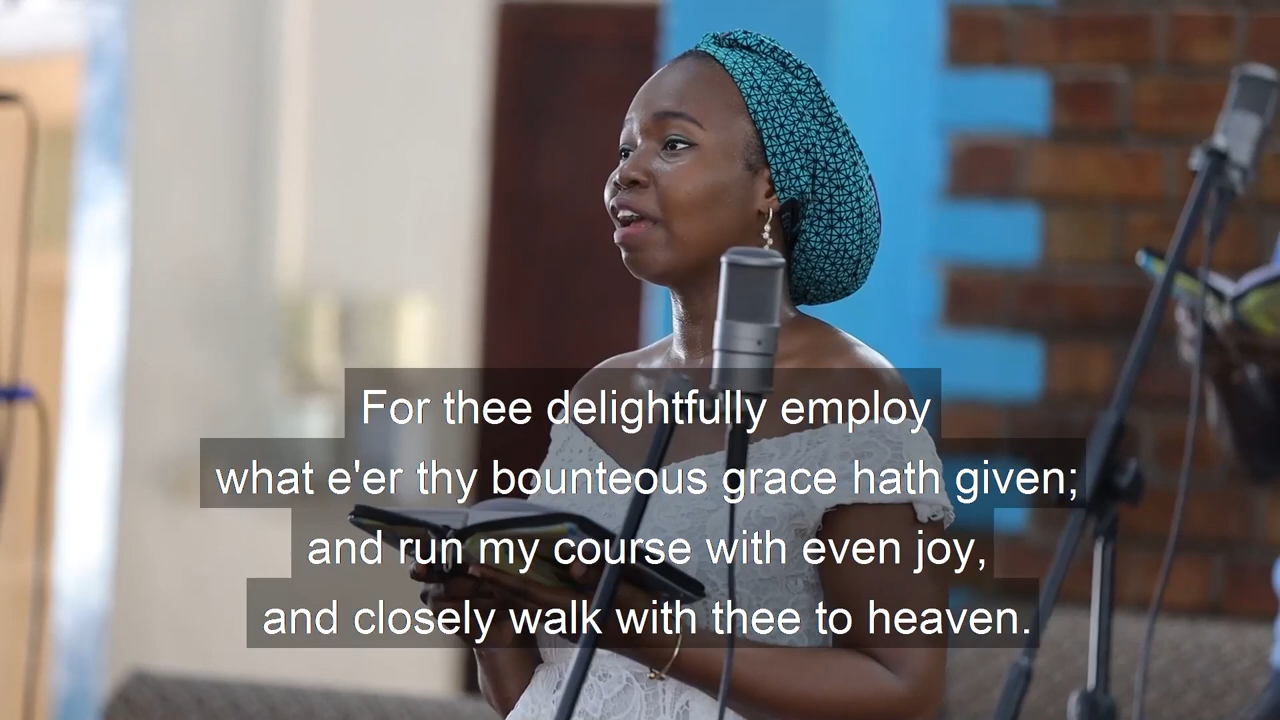 For thee delightfully employ
what e'er thy bounteous grace hath given;
and run my course with even joy,
and closely walk with thee to heaven.